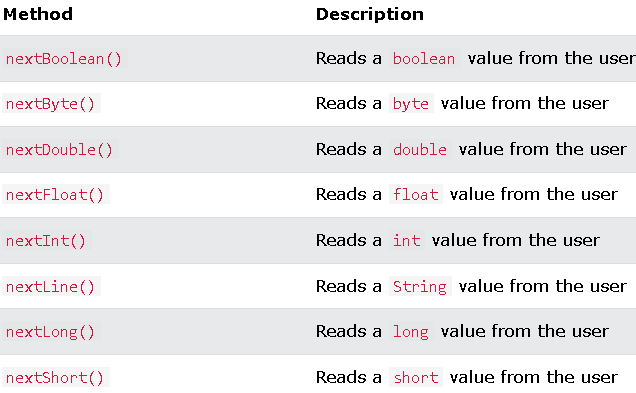 Method Description
nextBoolean() Reads a boolean value from the user
nextByte() Reads a byte value from the user
nextDouble() Reads a double value from the user
nextFloat() Reads a float value from the user
nextInt() Reads a int value from the user
nextLine() Reads a String value from the user
nextLong() Reads a long value from the user
nextShort() Reads a short value from the user